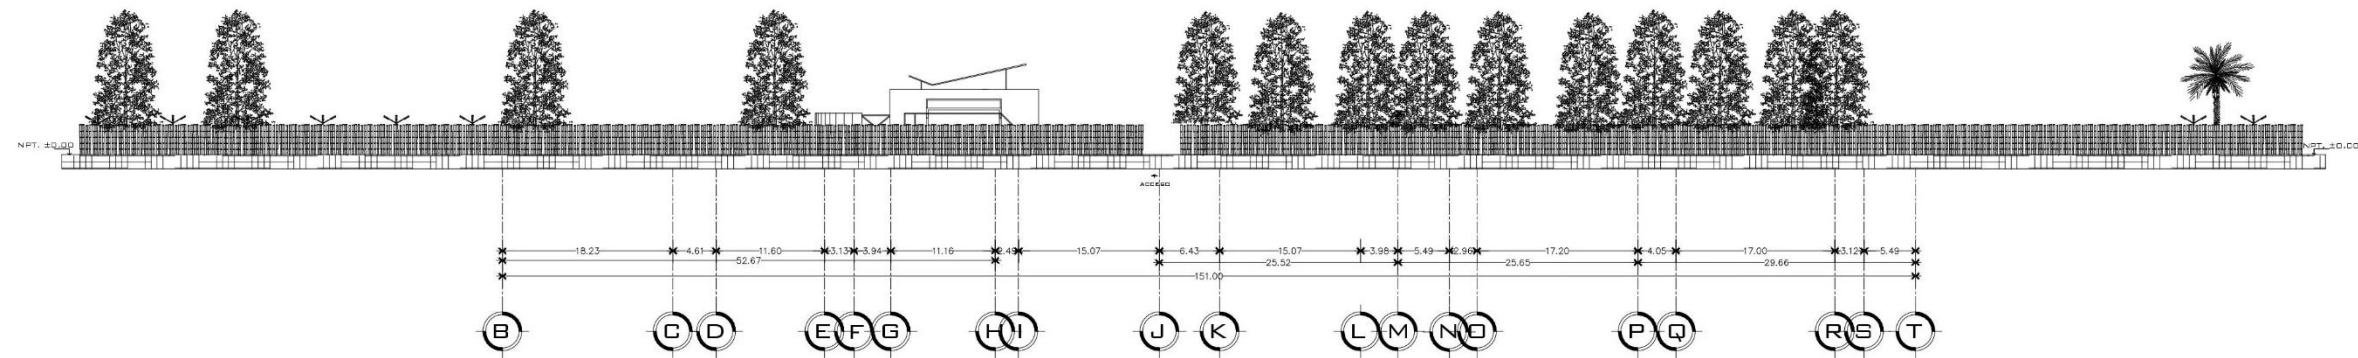 NPT. ±0.00
NPT. ±0.00
ACCESO
18.23 4.61 11.60 3.13 3.94 11.16 2.49 15.07 6.43 15.07 3.98 5.49 2.96 17.20 4.05 17.00 3.12 5.49
52.67 25.52 25.65 29.66
151.00
B C D E F G H I J K L M N O P Q R S T